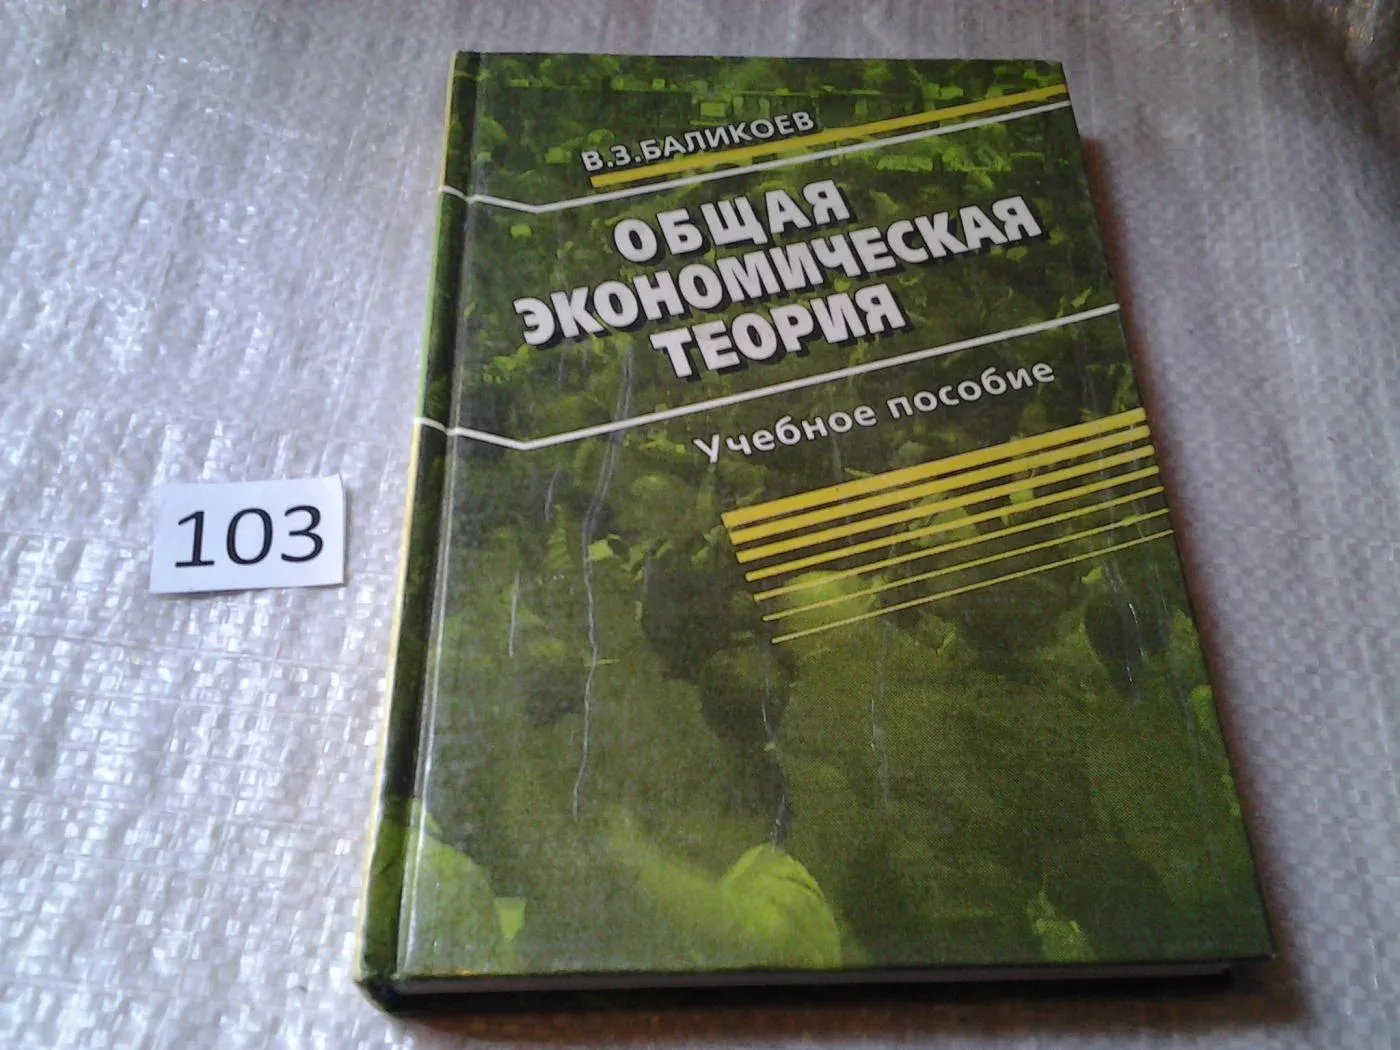 В.З.БАЛИКОЕВ
ОБЩАЯ
ЭКОНОМИЧЕСКАЯ
ТЕОРИЯ
Учебное пособие
103